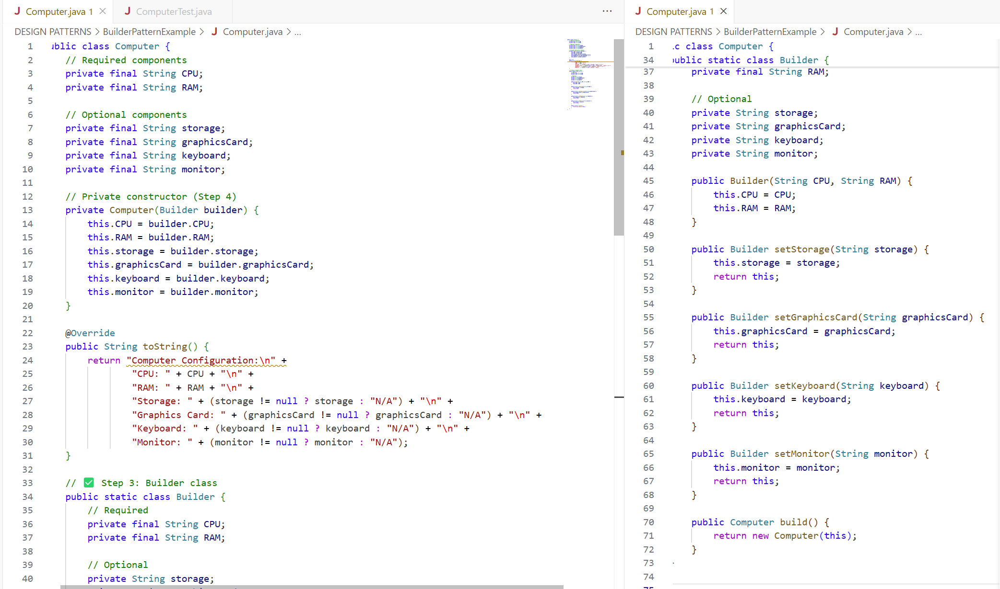 Computer.java 1
ComputerTest.java
...
DESIGN PATTERNS > BuilderPatternExample > Computer.java > ...
1 ublic class Computer {
2 // Required components
3 private final String CPU;
4 private final String RAM;
5
6 // Optional components
7 private final String storage;
8 private final String graphicsCard;
9 private final String keyboard;
10 private final String monitor;
11
12 // Private constructor (Step 4)
13 private Computer(Builder builder) {
14 this.CPU = builder.CPU;
15 this.RAM = builder.RAM;
16 this.storage = builder.storage;
17 this.graphicsCard = builder.graphicsCard;
18 this.keyboard = builder.keyboard;
19 this.monitor = builder.monitor;
20 }
21
22 @Override
23 public String toString() {
24 return "Computer Configuration:\n" +
25 "CPU: " + CPU + "\n" +
26 "RAM: " + RAM + "\n" +
27 "Storage: " + (storage != null ? storage : "N/A") + "\n" +
28 "Graphics Card: " + (graphicsCard != null ? graphicsCard : "N/A") + "\n" +
29 "Keyboard: " + (keyboard != null ? keyboard : "N/A") + "\n" +
30 "Monitor: " + (monitor != null ? monitor : "N/A");
31 }
32
33 // ✅ Step 3: Builder class
34 public static class Builder {
35 // Required
36 private final String CPU;
37 private final String RAM;
38
39 // Optional
40 private String storage;
Computer.java 1
DESIGN PATTERNS > BuilderPatternExample > Computer.java > ...
1 ic class Computer {
34 public static class Builder {
37 private final String RAM;
38
39 // Optional
40 private String storage;
41 private String graphicsCard;
42 private String keyboard;
43 private String monitor;
44
45 public Builder(String CPU, String RAM) {
46 this.CPU = CPU;
47 this.RAM = RAM;
48 }
49
50 public Builder setStorage(String storage) {
51 this.storage = storage;
52 return this;
53 }
54
55 public Builder setGraphicsCard(String graphicsCard) {
56 this.graphicsCard = graphicsCard;
57 return this;
58 }
59
60 public Builder setKeyboard(String keyboard) {
61 this.keyboard = keyboard;
62 return this;
63 }
64
65 public Builder setMonitor(String monitor) {
66 this.monitor = monitor;
67 return this;
68 }
69
70 public Computer build() {
71 return new Computer(this);
72 }
73
74